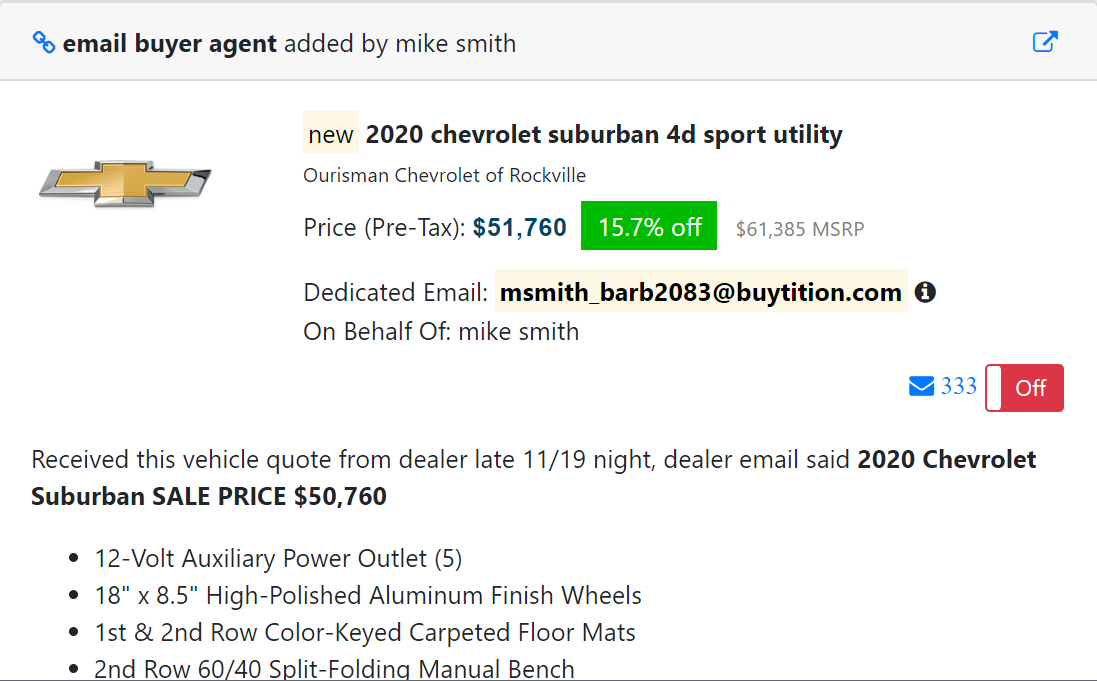 email buyer agent added by mike smith
new 2020 chevrolet suburban 4d sport utility
Ourisman Chevrolet of Rockville
Price (Pre-Tax): $51,760 15.7% off $61,385 MSRP
Dedicated Email: msmith_barb2083@buytition.com
On Behalf Of: mike smith
333 Off
Received this vehicle quote from dealer late 11/19 night, dealer email said 2020 Chevrolet
Suburban SALE PRICE $50,760
• 12-Volt Auxiliary Power Outlet (5)
• 18" x 8.5" High-Polished Aluminum Finish Wheels
• 1st & 2nd Row Color-Keyed Carpeted Floor Mats
• 2nd Row 60/40 Split-Folding Manual Bench